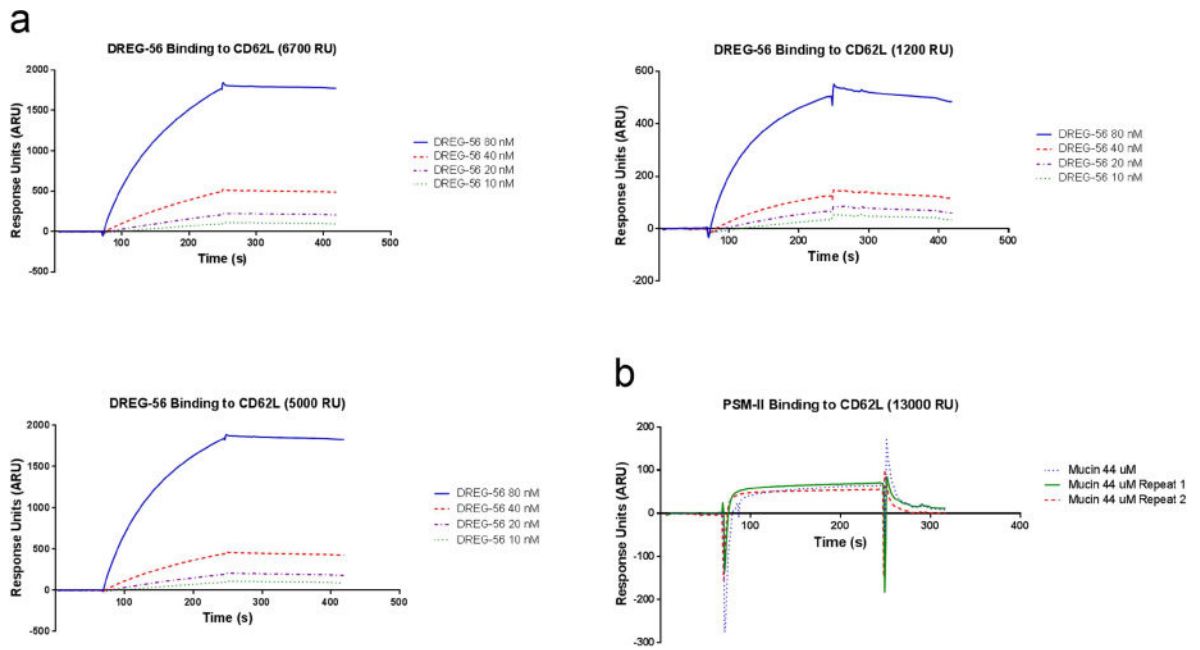 a
DREG-56 Binding to CD62L (6700 RU)
2000
1500
1000
500
0
-500
100
200
300
400
500
Response Units (ARU)
Time (s)
DREG-56 80 nM
DREG-56 40 nM
DREG-56 20 nM
DREG-56 10 nM
DREG-56 Binding to CD62L (1200 RU)
600
400
200
0
-200
100
200
300
400
500
Response Units (ARU)
Time (s)
DREG-56 80 nM
DREG-56 40 nM
DREG-56 20 nM
DREG-56 10 nM
DREG-56 Binding to CD62L (5000 RU)
2000
1500
1000
500
0
-500
100
200
300
400
500
Response Units (ARU)
Time (s)
DREG-56 80 nM
DREG-56 40 nM
DREG-56 20 nM
DREG-56 10 nM
b
PSM-II Binding to CD62L (13000 RU)
200
100
0
-100
-200
-300
100
200
300
400
Response Units (ARU)
Time (s)
Mucin 44 uM
Mucin 44 uM Repeat 1
Mucin 44 uM Repeat 2